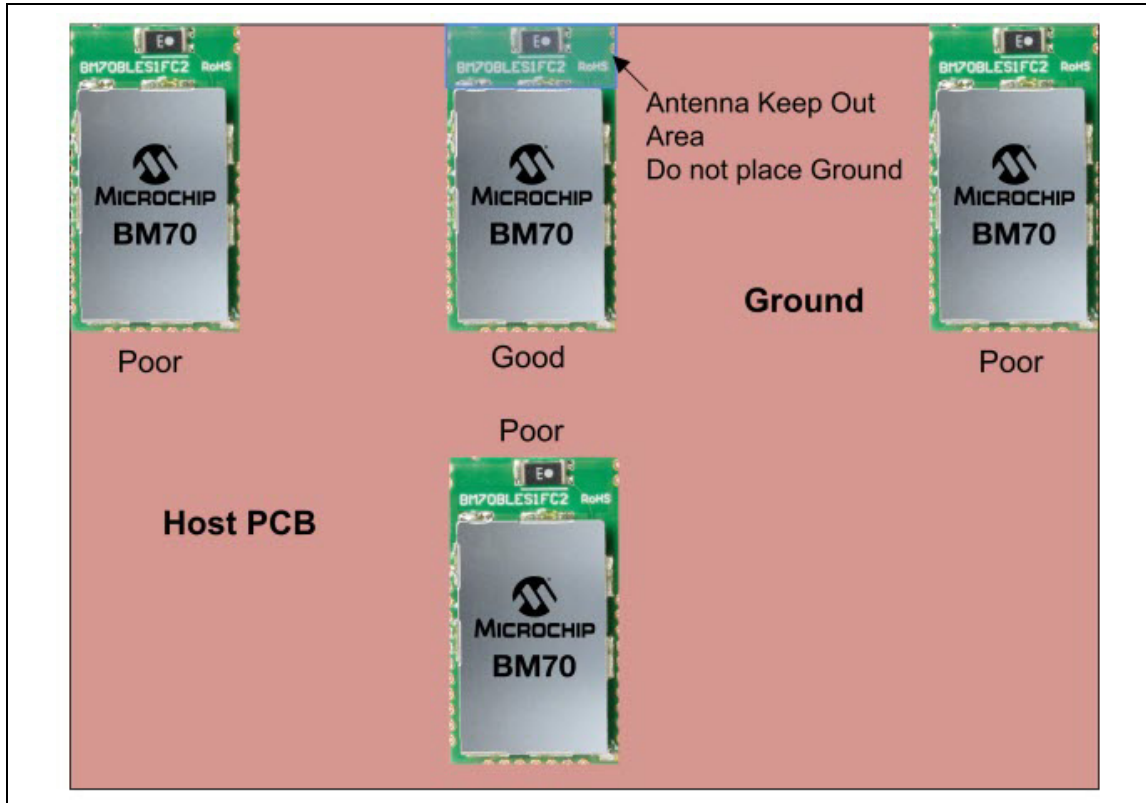 E
BM70BLES1FC2 RoHS
MICROCHIP
BM70
Poor
E
BM70BLES1FC2 RoHS
MICROCHIP
BM70
Good
Antenna Keep Out
Area
Do not place Ground
E
BM70BLES1FC2 RoHS
MICROCHIP
BM70
Poor
Ground
Host PCB
Poor
E
BM70BLES1FC2 RoHS
MICROCHIP
BM70